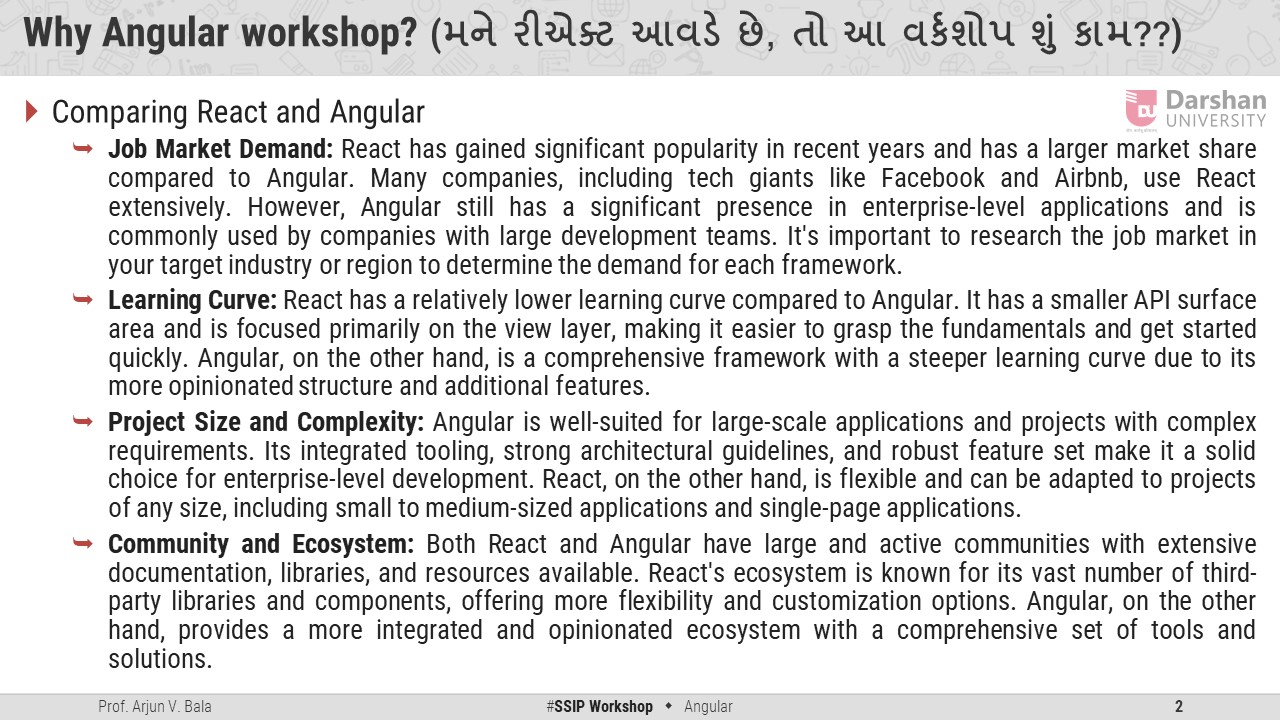 Why Angular workshop? (મને રીએક્ટ આવડે છે, તો આ વર્કશોપ શું કામ??)
Comparing React and Angular
Darshan
UNIVERSITY
Job Market Demand: React has gained significant popularity in recent years and has a larger market share
compared to Angular. Many companies, including tech giants like Facebook and Airbnb, use React
extensively. However, Angular still has a significant presence in enterprise-level applications and is
commonly used by companies with large development teams. It's important to research the job market in
your target industry or region to determine the demand for each framework.
Learning Curve: React has a relatively lower learning curve compared to Angular. It has a smaller API surface
area and is focused primarily on the view layer, making it easier to grasp the fundamentals and get started
quickly. Angular, on the other hand, is a comprehensive framework with a steeper learning curve due to its
more opinionated structure and additional features.
Project Size and Complexity: Angular is well-suited for large-scale applications and projects with complex
requirements. Its integrated tooling, strong architectural guidelines, and robust feature set make it a solid
choice for enterprise-level development. React, on the other hand, is flexible and can be adapted to projects
of any size, including small to medium-sized applications and single-page applications.
Community and Ecosystem: Both React and Angular have large and active communities with extensive
documentation, libraries, and resources available. React's ecosystem is known for its vast number of third-
party libraries and components, offering more flexibility and customization options. Angular, on the other
hand, provides a more integrated and opinionated ecosystem with a comprehensive set of tools and
solutions.
Prof. Arjun V. Bala
#SSIP Workshop ◆ Angular
2